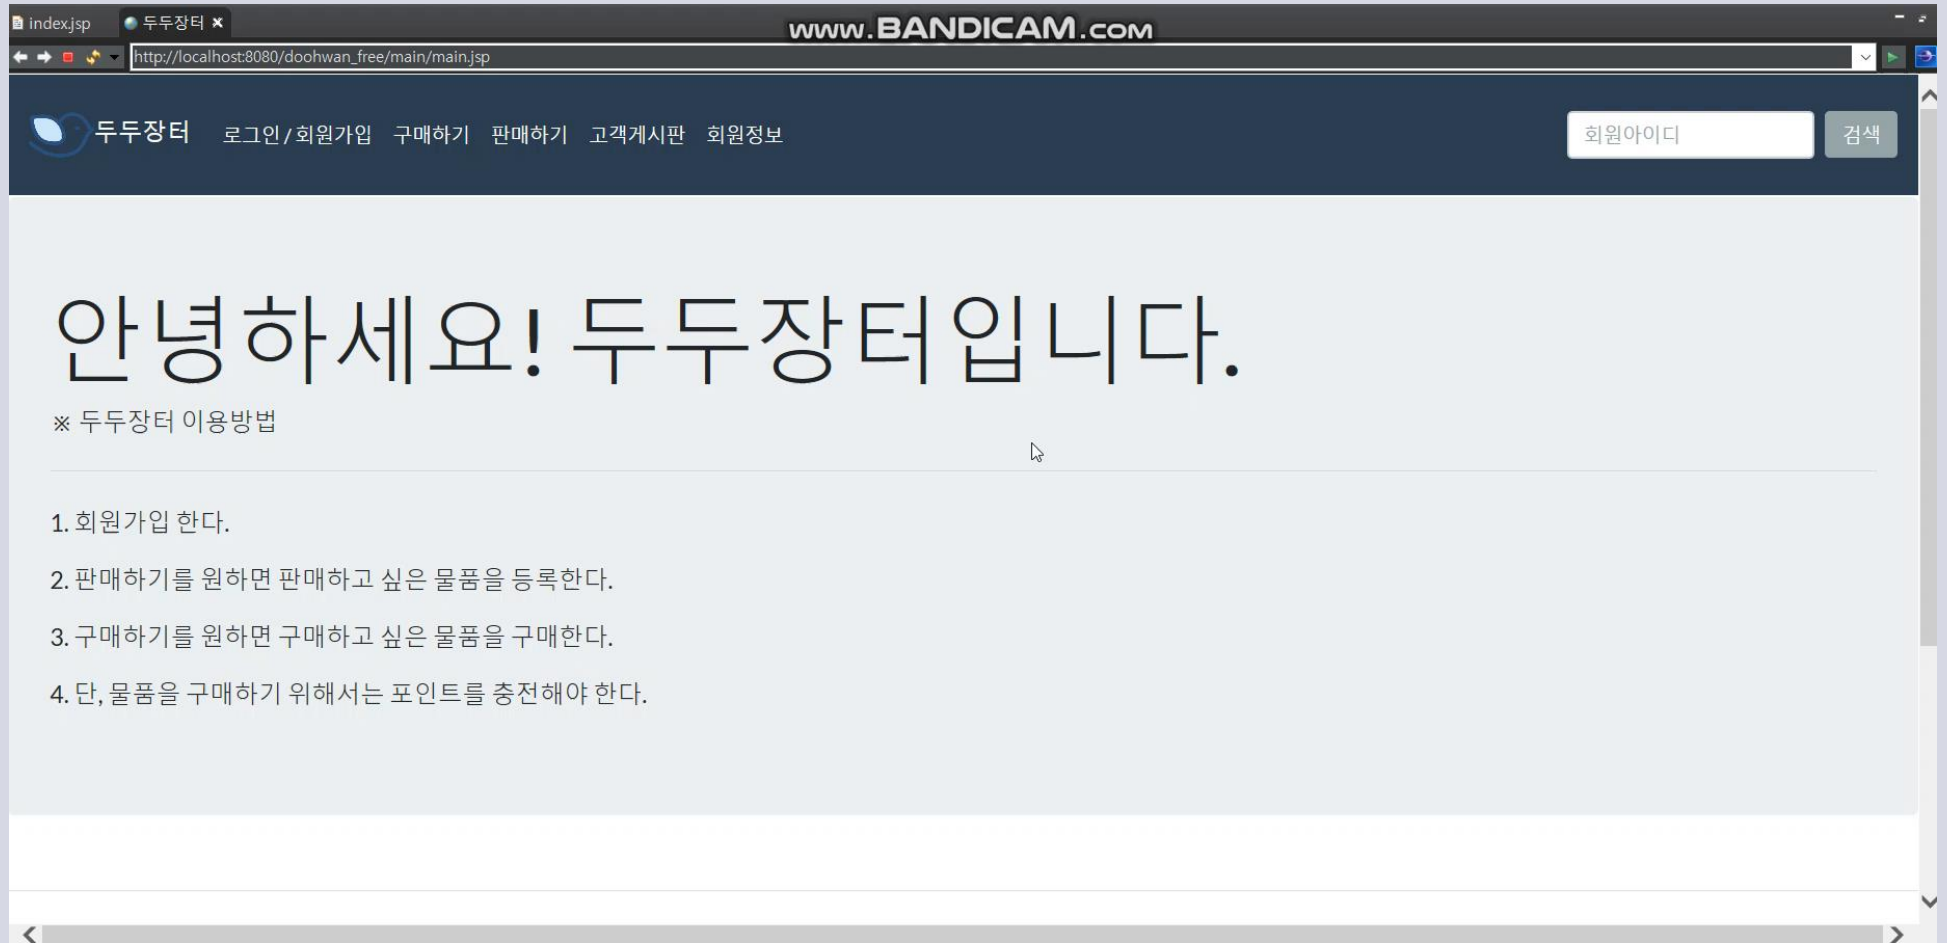 index.jsp 두두장터
www.BANDICAM.com
http://localhost:8080/doohwan_free/main/main.jsp
두두장터 로그인/회원가입 구매하기 판매하기 고객게시판 회원정보 회원아이디 검색
안녕하세요! 두두장터입니다.
※ 두두장터 이용방법
1. 회원가입 한다.
2. 판매하기를 원하면 판매하고 싶은 물품을 등록한다.
3. 구매하기를 원하면 구매하고 싶은 물품을 구매한다.
4. 단, 물품을 구매하기 위해서는 포인트를 충전해야 한다.